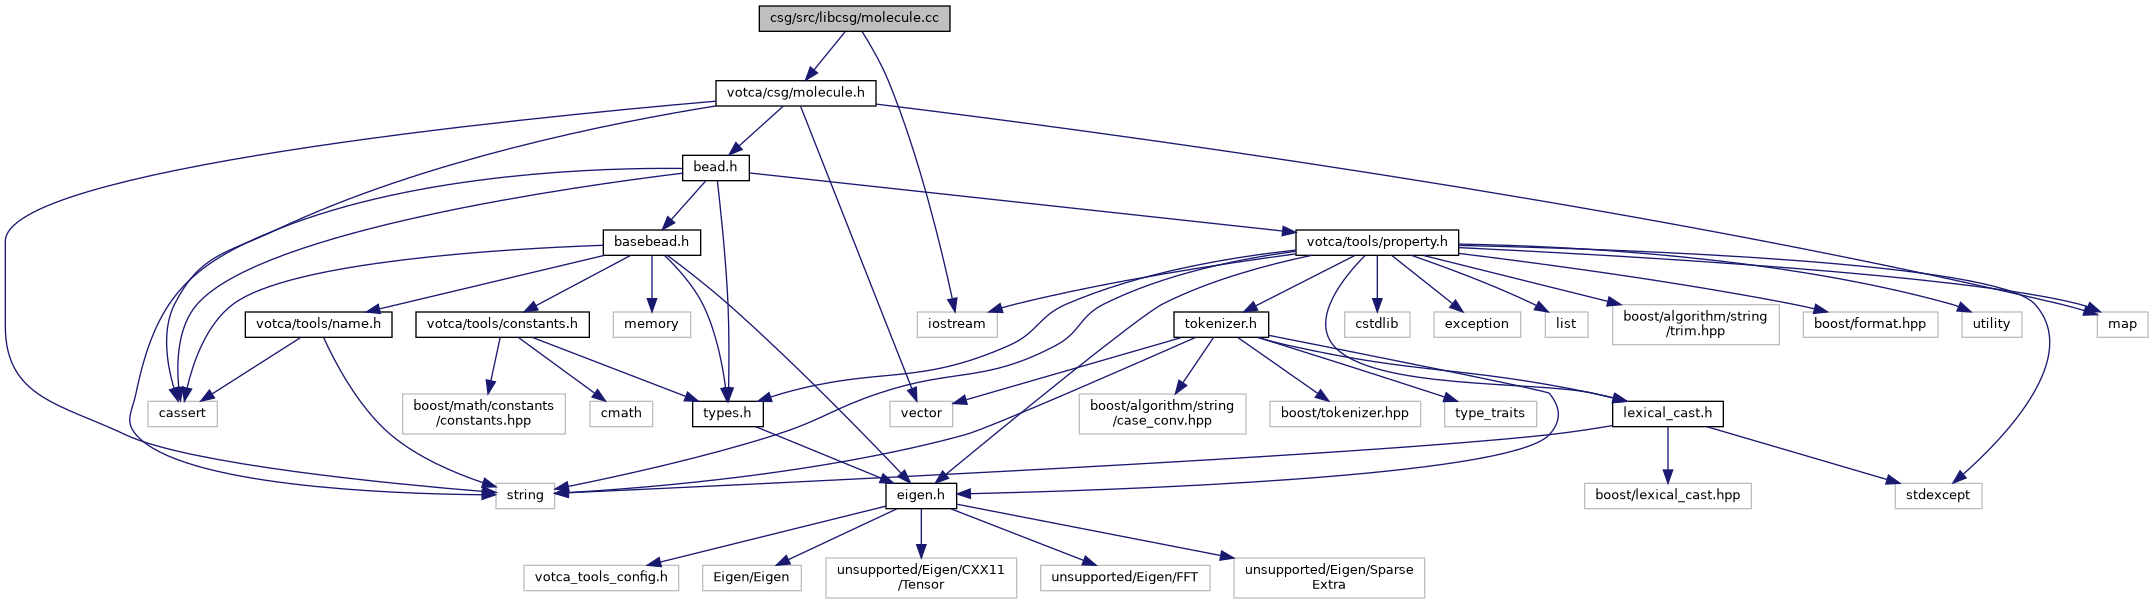 csg/src/libcsg/molecule.cc
votca/csg/molecule.h
bead.h
basebead.h
votca/tools/property.h
votca/tools/name.h
votca/tools/constants.h
memory
iostream
tokenizer.h
cstdlib
exception
list
boost/algorithm/string
/trim.hpp
boost/format.hpp
utility
map
cassert
boost/math/constants
/constants.hpp
cmath
types.h
vector
boost/algorithm/string
/case_conv.hpp
boost/tokenizer.hpp
type_traits
lexical_cast.h
string
eigen.h
boost/lexical_cast.hpp
stdexcept
votca_tools_config.h
Eigen/Eigen
unsupported/Eigen/CXX11
/Tensor
unsupported/Eigen/FFT
unsupported/Eigen/Sparse
Extra